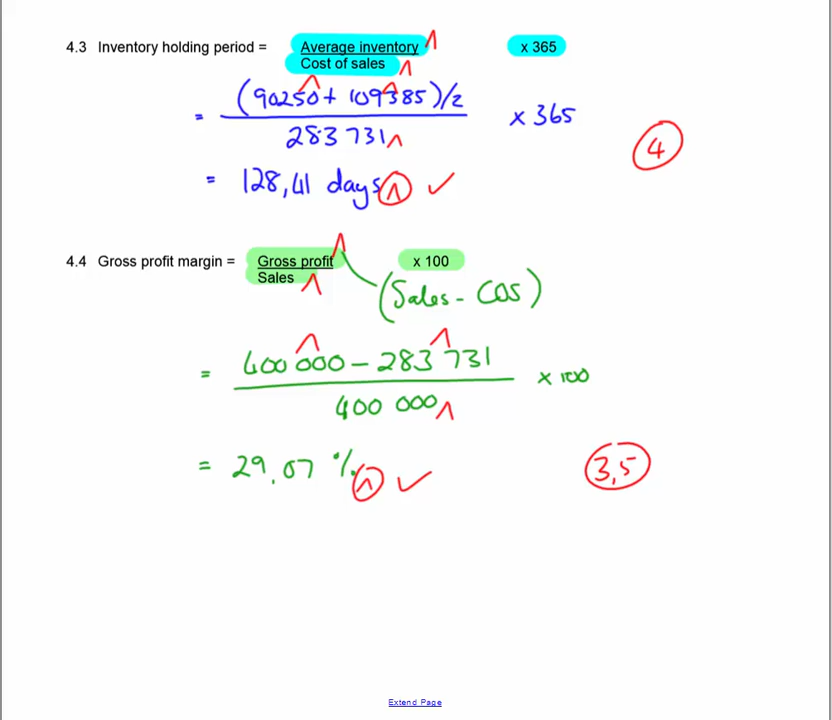 4.3 Inventory holding period = Average inventory x 365
Cost of sales
= (90250 + 109385)/2 x 365
283 731
= 128,41 days ✓
4
4.4 Gross profit margin = Gross profit x 100
Sales
(Sales - COS)
= 400 000 - 283 731 x 100
400 000
= 29.07 % ✓
3,5
Extend Page